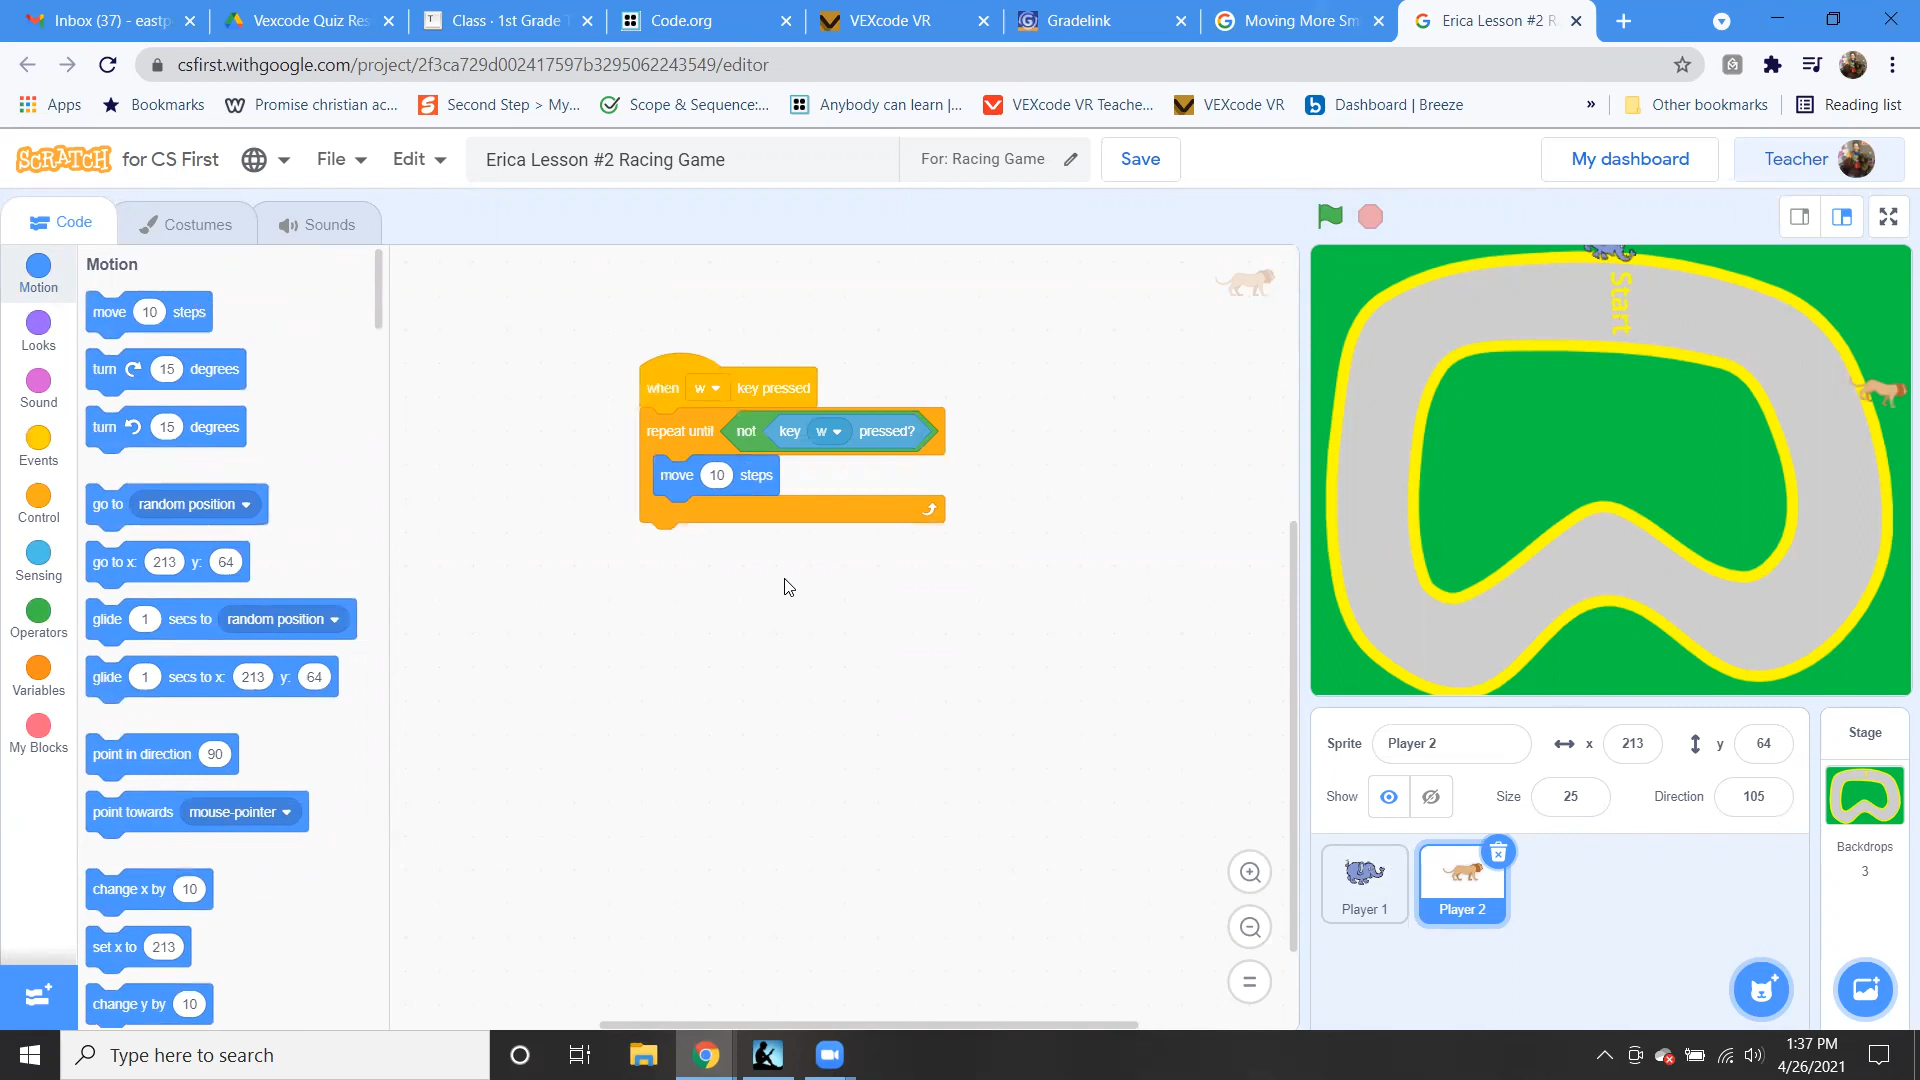 Inbox (37) - eastp
Vexcode Quiz Res
Class · 1st Grade T
Code.org
VEXcode VR
Gradelink
Moving More Sm
Erica Lesson #2 R
csfirst.withgoogle.com/project/2f3ca729d002417597b3295062243549/editor
Apps
Bookmarks
Promise christian ac...
Second Step > My...
Scope & Sequence:...
Anybody can learn |...
VEXcode VR Teache...
VEXcode VR
Dashboard | Breeze
»
Other bookmarks
Reading list
SCRATCH for CS First
File
Edit
Erica Lesson #2 Racing Game
For: Racing Game
Save
My dashboard
Teacher
Code
Costumes
Sounds
Motion
Looks
Sound
Events
Control
Sensing
Operators
Variables
My Blocks
Motion
move 10 steps
turn 15 degrees
turn 15 degrees
go to random position
go to x: 213 y: 64
glide 1 secs to random position
glide 1 secs to x: 213 y: 64
point in direction 90
point towards mouse-pointer
change x by 10
set x to 213
change y by 10
when w key pressed
repeat until not key w pressed?
move 10 steps
Start
Sprite Player 2 x 213 y 64
Show Size 25 Direction 105
Player 1
Player 2
Stage
Backdrops
3
Type here to search
1:37 PM
4/26/2021